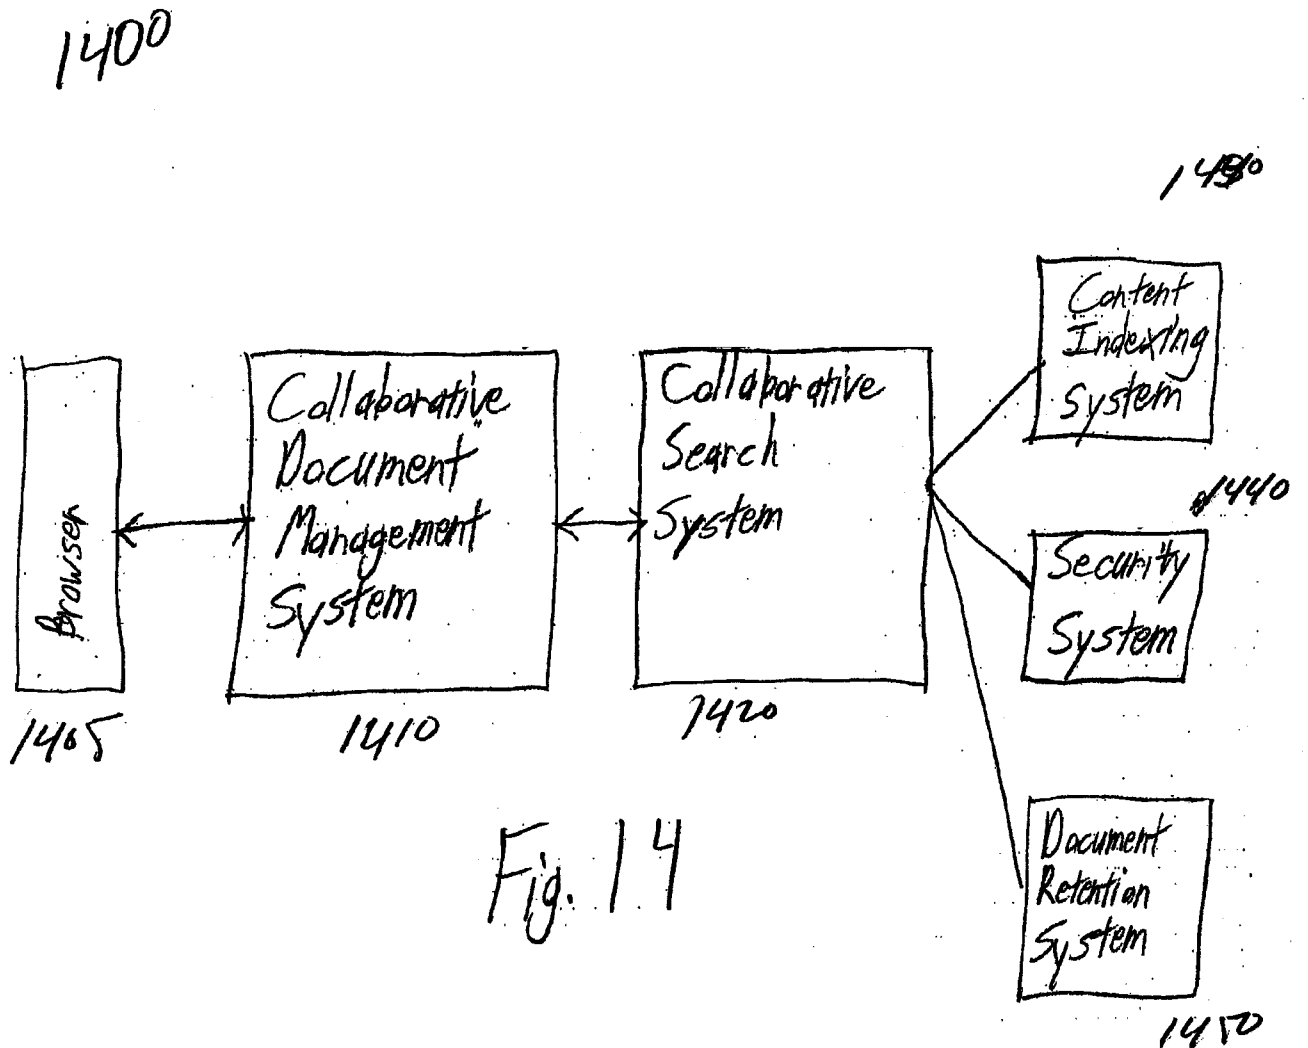 1400
Content
Indexing
System
Browser
1405
Collaborative
Document
Management
System
1410
Collaborative
Search
System
1420
1440
Security
System
Document
Retention
System
1450
Fig. 14